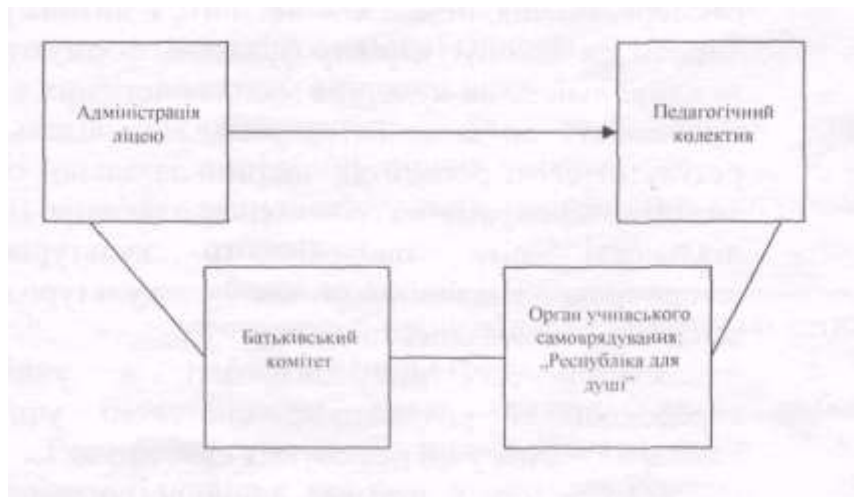 Адміністрація
ліцею
Педагогічний
колектив
Батьківський
комітет
Орган учнівського
самоврядування
„Республіка для
душі”